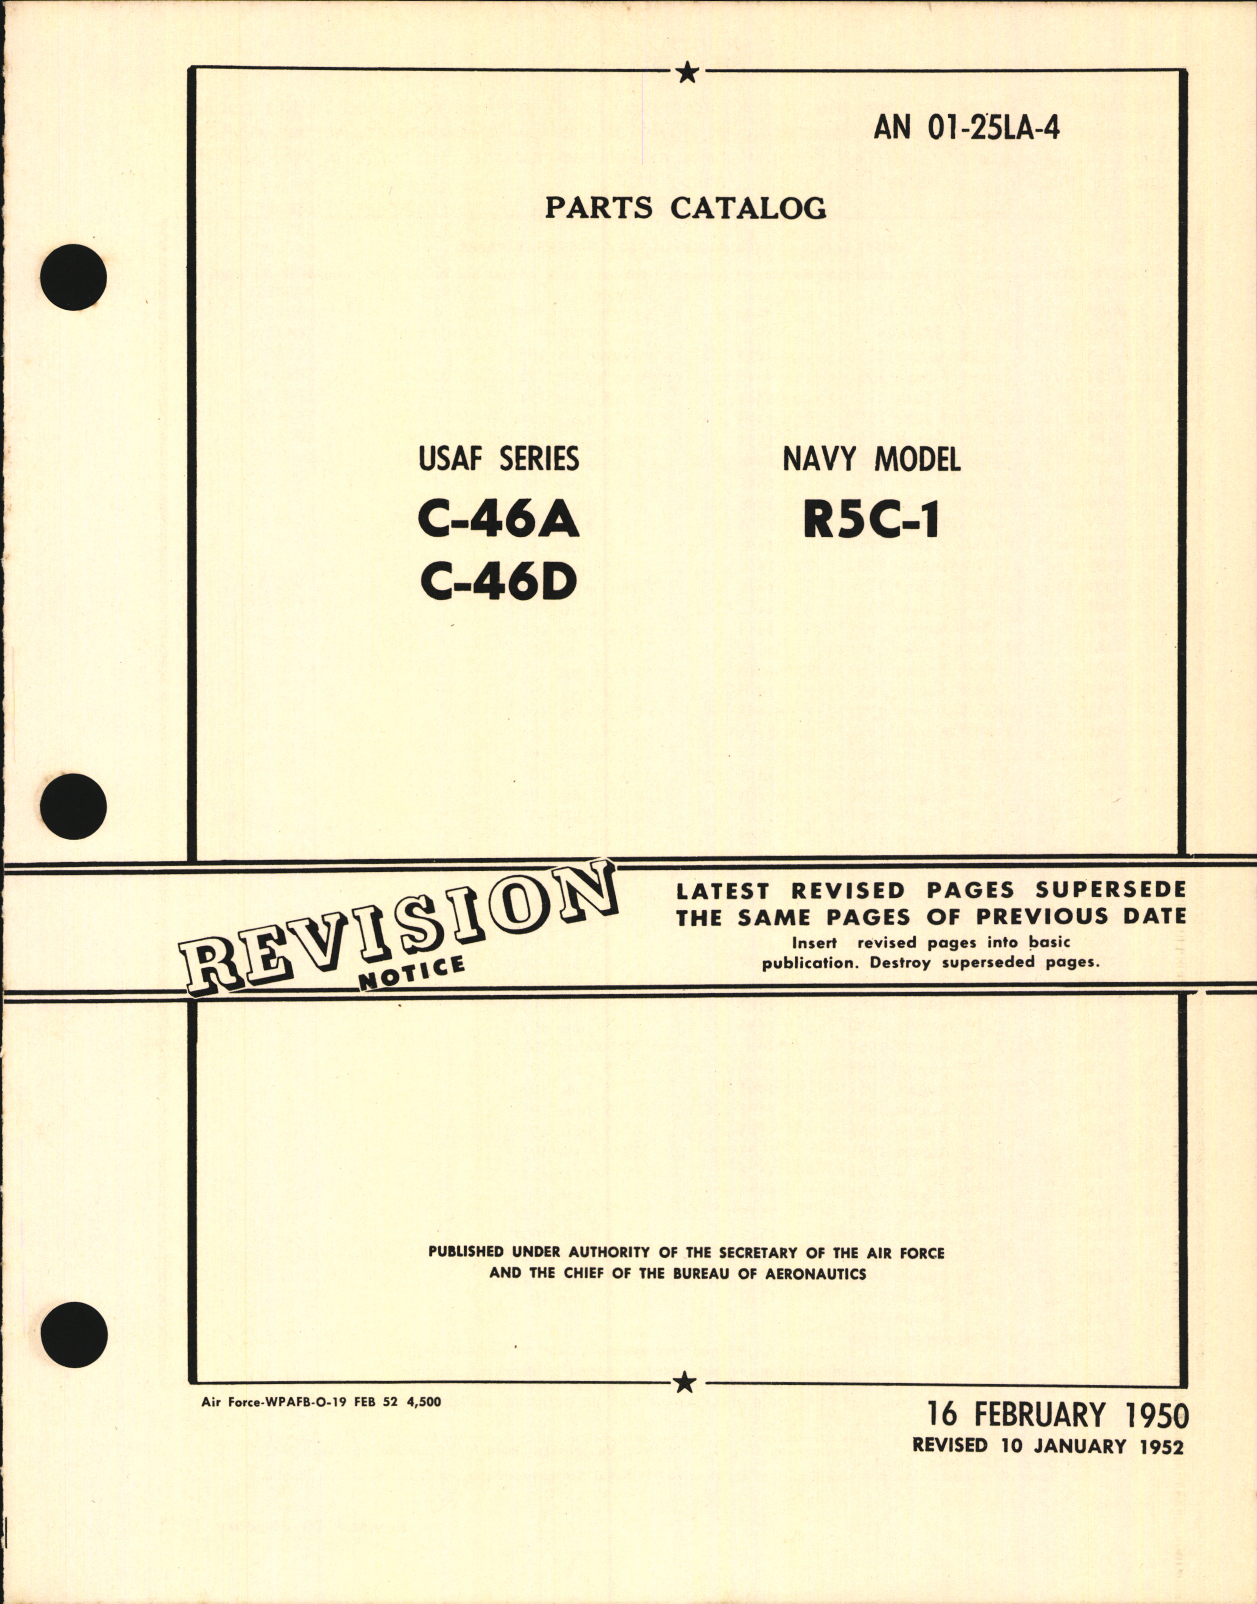 AN 01-25LA-4
PARTS CATALOG
USAF SERIES
C-46A
C-46D
NAVY MODEL
R5C-1
REVISION
NOTICE
LATEST REVISED PAGES SUPERSEDE
THE SAME PAGES OF PREVIOUS DATE
Insert revised pages into basic
publication. Destroy superseded pages.
PUBLISHED UNDER AUTHORITY OF THE SECRETARY OF THE AIR FORCE
AND THE CHIEF OF THE BUREAU OF AERONAUTICS
Air Force-WPAFB-O-19 FEB 52 4,500
16 FEBRUARY 1950
REVISED 10 JANUARY 1952